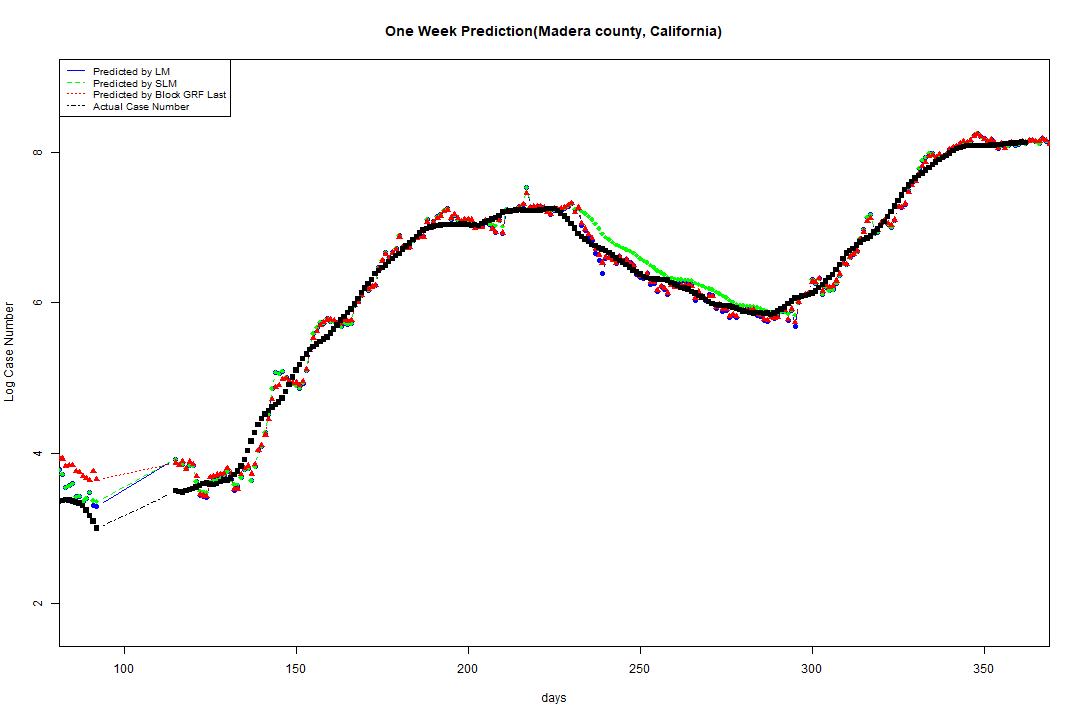 One Week Prediction(Madera county, California)
Predicted by LM
Predicted by SLM
Predicted by Block GRF Last
Actual Case Number
Log Case Number
8
6
4
2
100 150 200 250 300 350
days